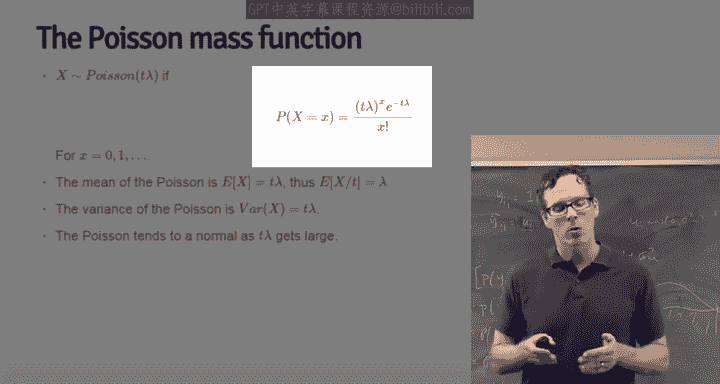 GPT中英字幕课程资源@bilibili.com
The Poisson mass function
• X ∼ Poisson(tλ) if
P(X = x) = (tλ)^x e^{-tλ} / x!
For x = 0, 1, ….
• The mean of the Poisson is E[X] = tλ, thus E[X/t] = λ
• The variance of the Poisson is Var(X) = tλ.
• The Poisson tends to a normal as tλ gets large.